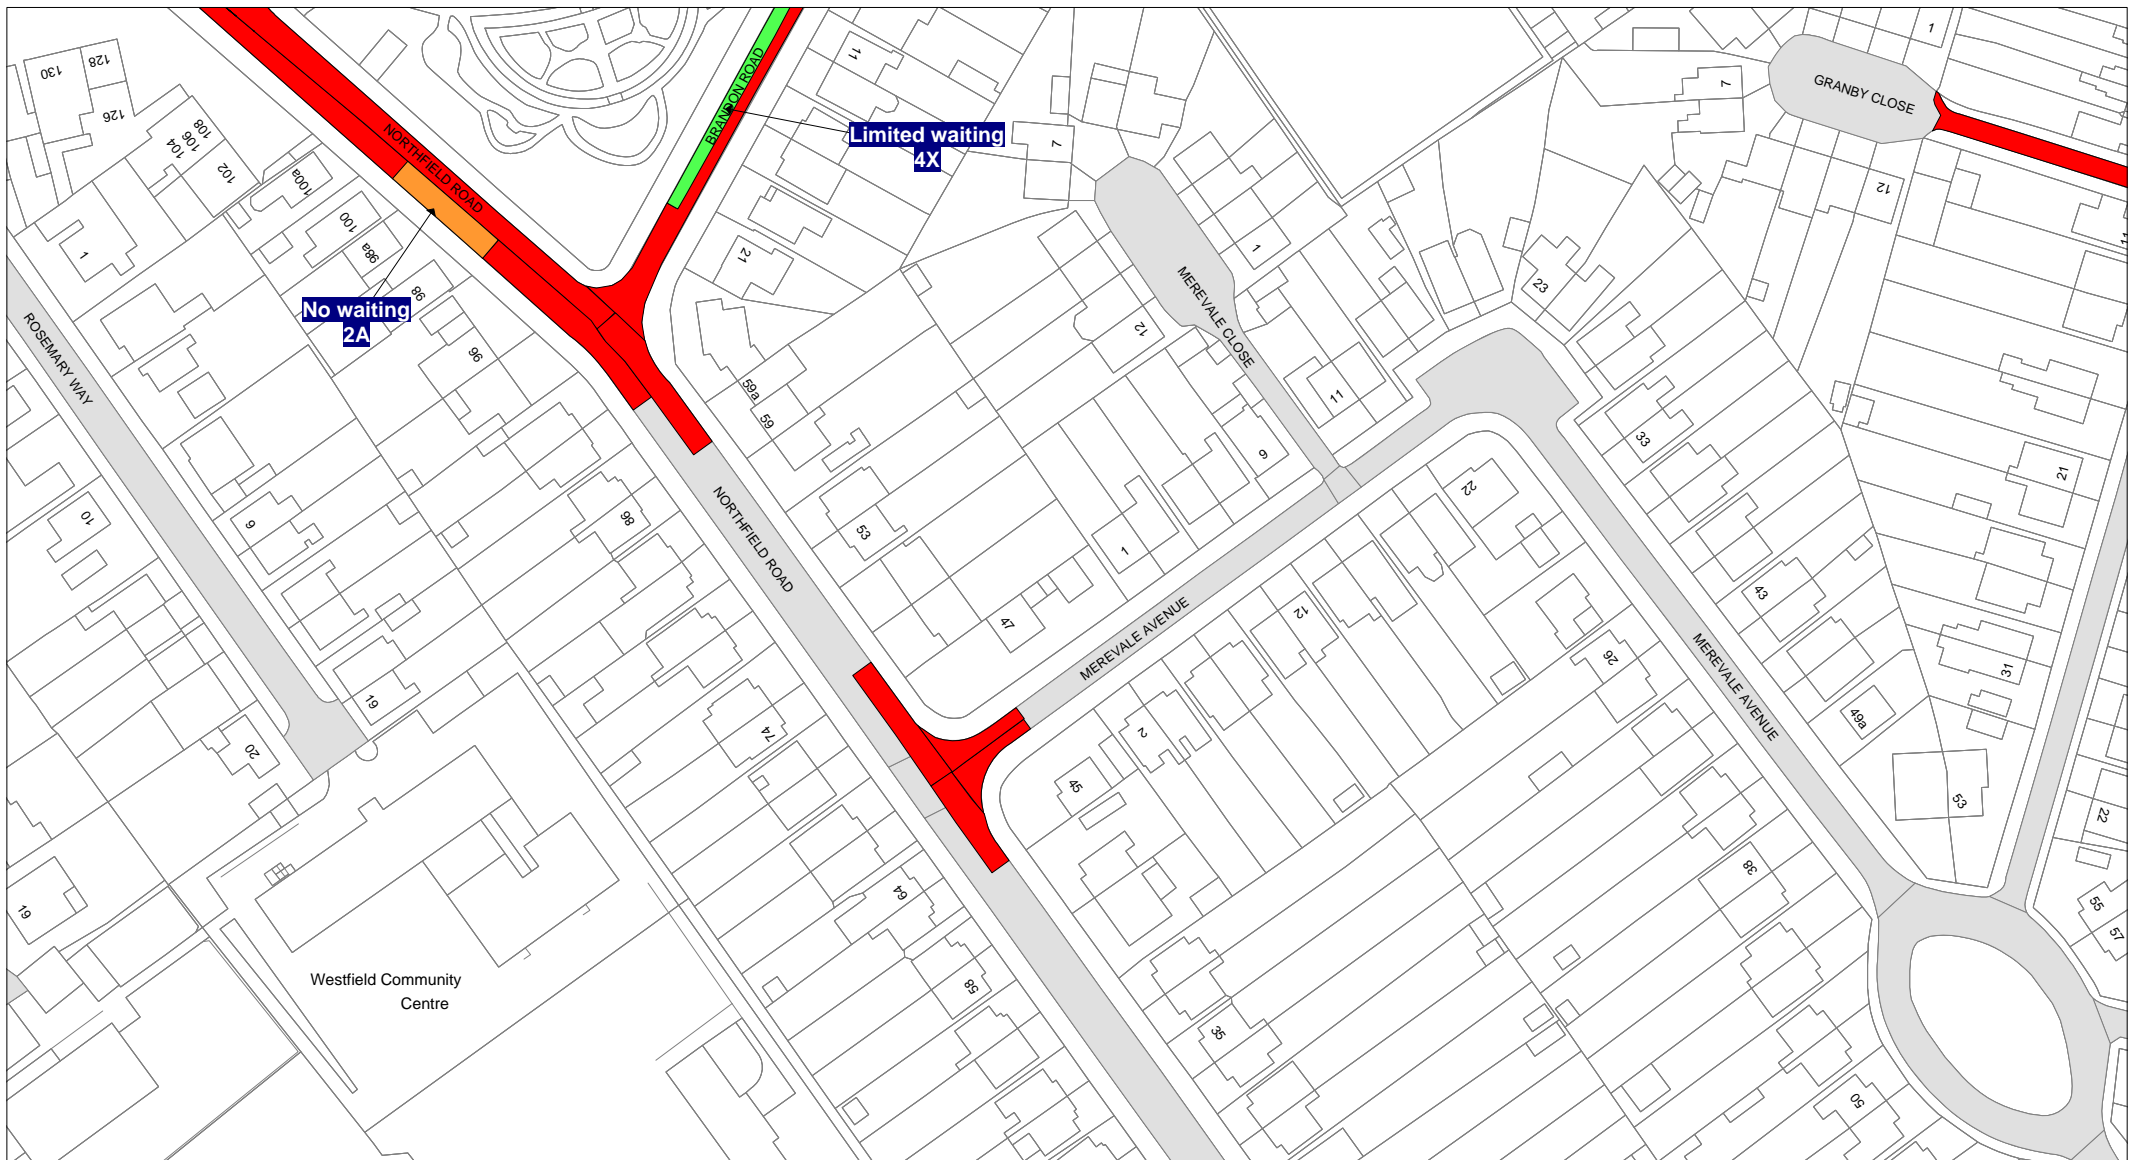 130
128
126
108
106
104
102
100a
100
98a
98
96
1
NORTHFIELD ROAD
BRANDON ROAD
11
7
Limited waiting
4X
No waiting
2A
21
1
MEREVALE CLOSE
12
11
9
7
GRANBY CLOSE
1
12
11
23
33
21
31
ROSEMARY WAY
59a
59
53
47
1
22
NORTHFIELD ROAD
86
10
9
19
20
74
MEREVALE AVENUE
12
2
45
26
43
MEREVALE AVENUE
49a
53
22
38
55
57
64
58
35
50
19
Westfield Community
Centre